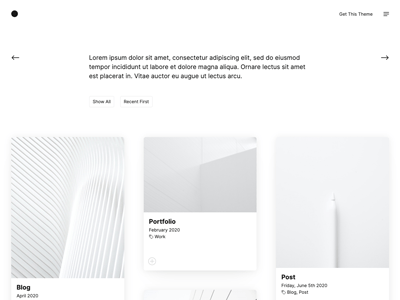 Get This Theme
Lorem ipsum dolor sit amet, consectetur adipiscing elit, sed do eiusmod
tempor incididunt ut labore et dolore magna aliqua. Ornare lectus sit amet
est placerat in. Vitae auctor eu augue ut lectus arcu.
Show All
Recent First
Blog
April 2020
Portfolio
February 2020
Work
Post
Friday, June 5th 2020
Blog, Post